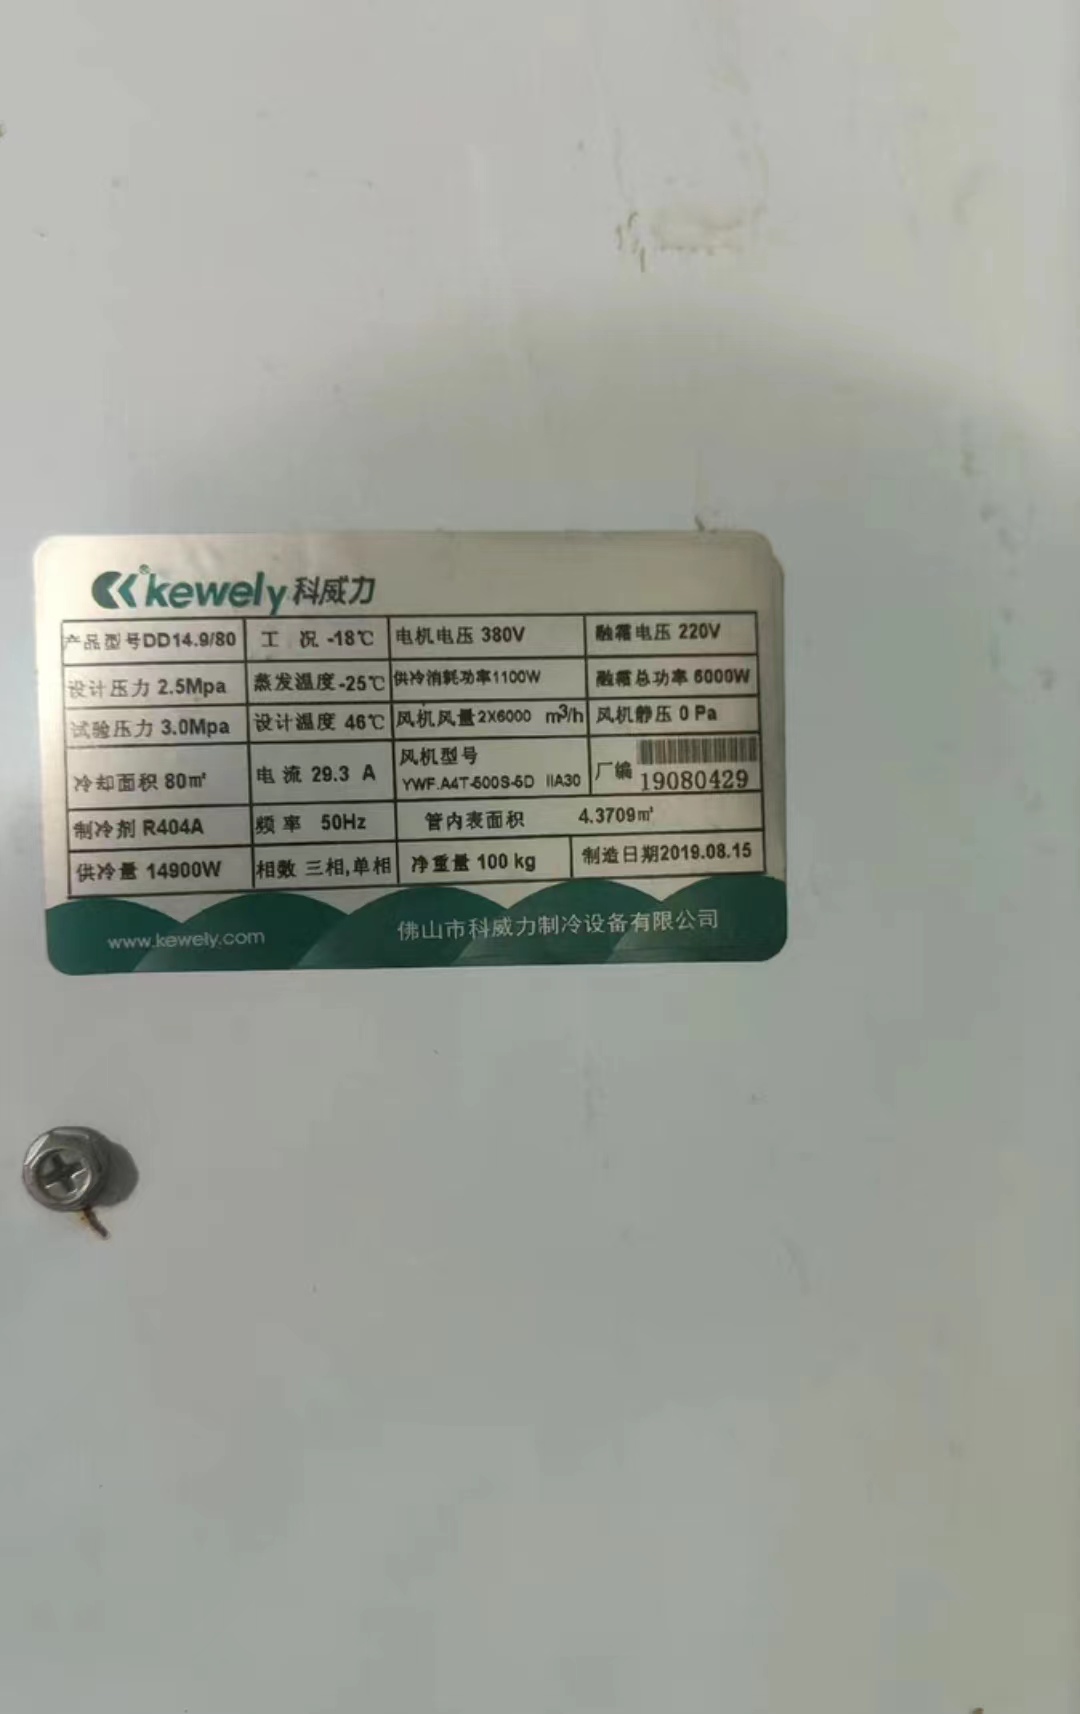 kewely 科威力
产品型号DD14.9/80 工 况 -18℃ 电机电压 380V 融霜电压 220V
设计压力 2.5Mpa 蒸发温度-25℃ 供冷消耗功率1100W 融霜总功率 6000W
试验压力 3.0Mpa 设计温度 46℃ 风机风量2X6000 m³/h 风机静压 0 Pa
冷却面积 80㎡ 电 流 29.3 A 风机型号 YWF.A4T-500S-5D IIA30 厂编 19080429
制冷剂 R404A 频 率 50Hz 管内表面积 4.3709㎡
供冷量 14900W 相数 三相,单相 净重量 100 kg 制造日期2019.08.15
www.kewely.com 佛山市科威力制冷设备有限公司